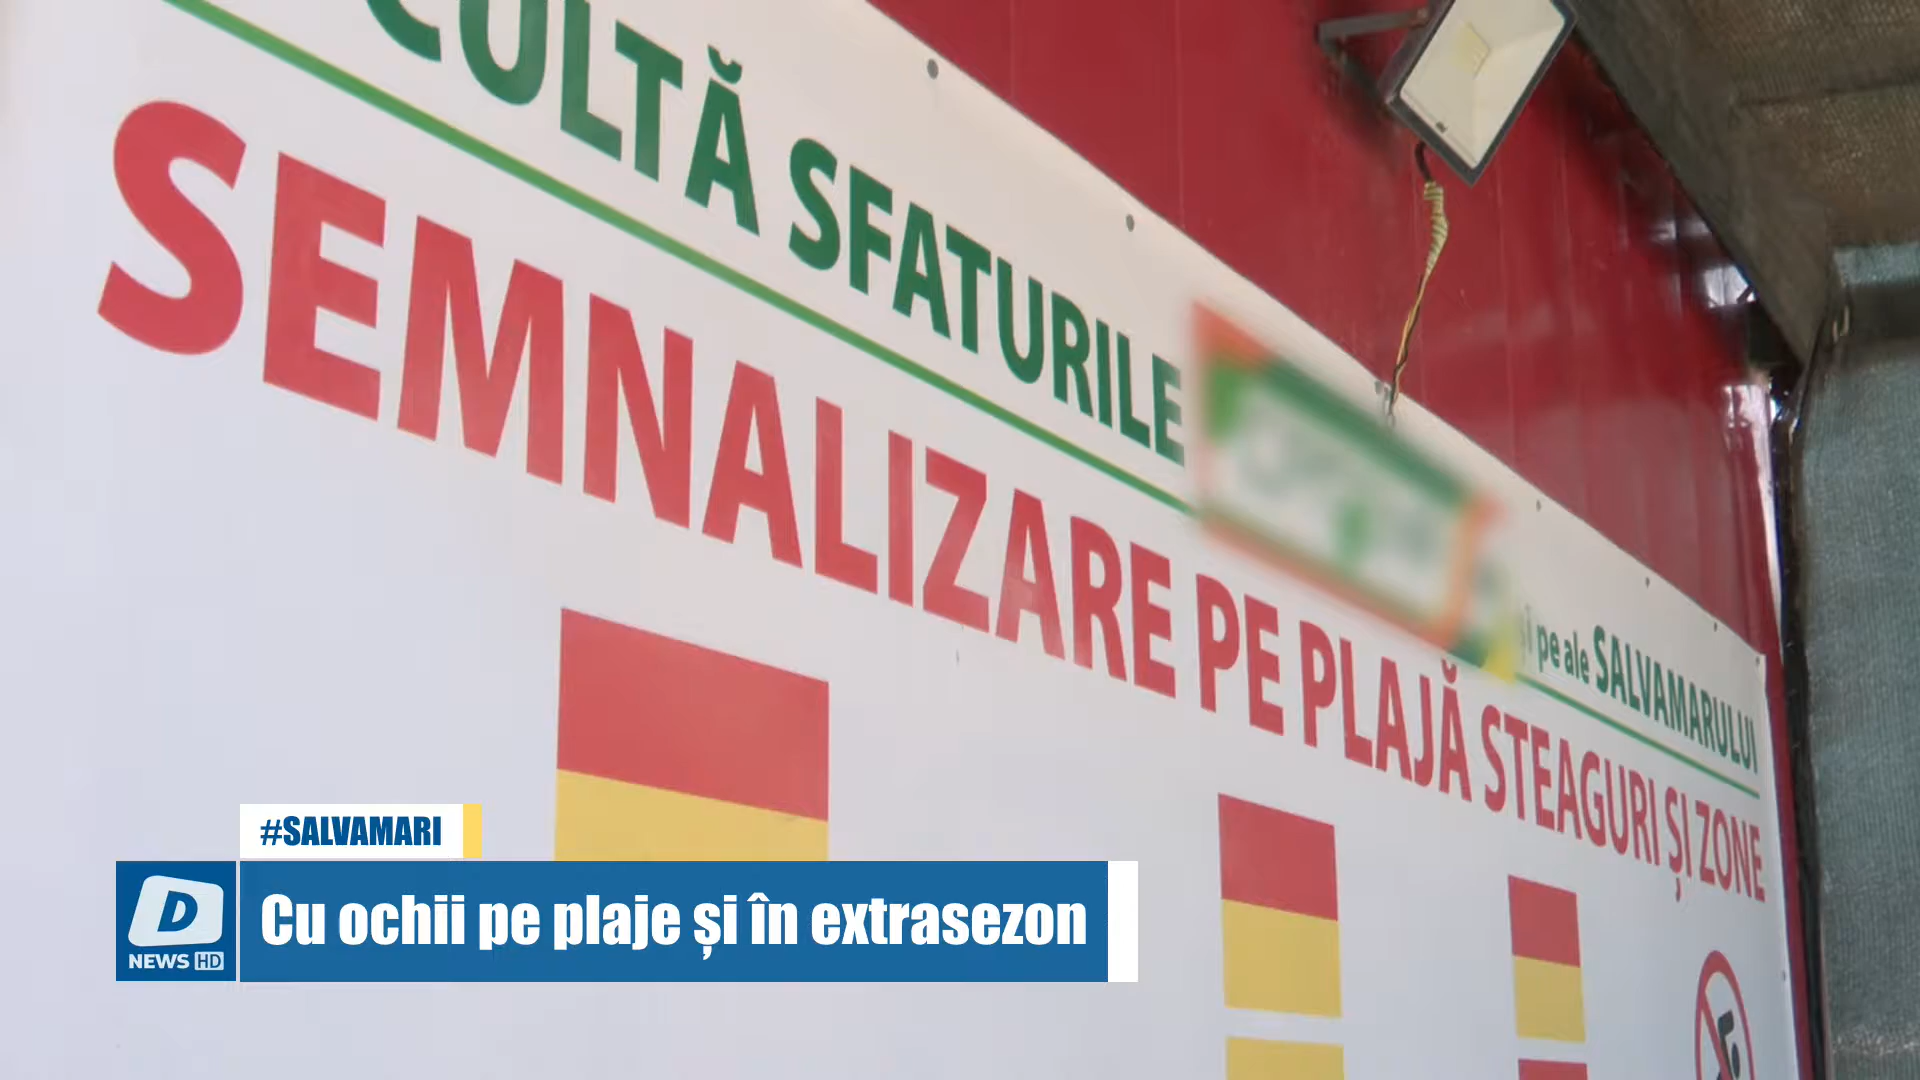 CULTĂ SFATURILE
și pe ale SALVAMARULUI
SEMNALIZARE PE PLAJĂ STEAGURI ȘI ZONE
#SALVAMARI
Cu ochii pe plaje și în extrasezon
D
NEWS HD